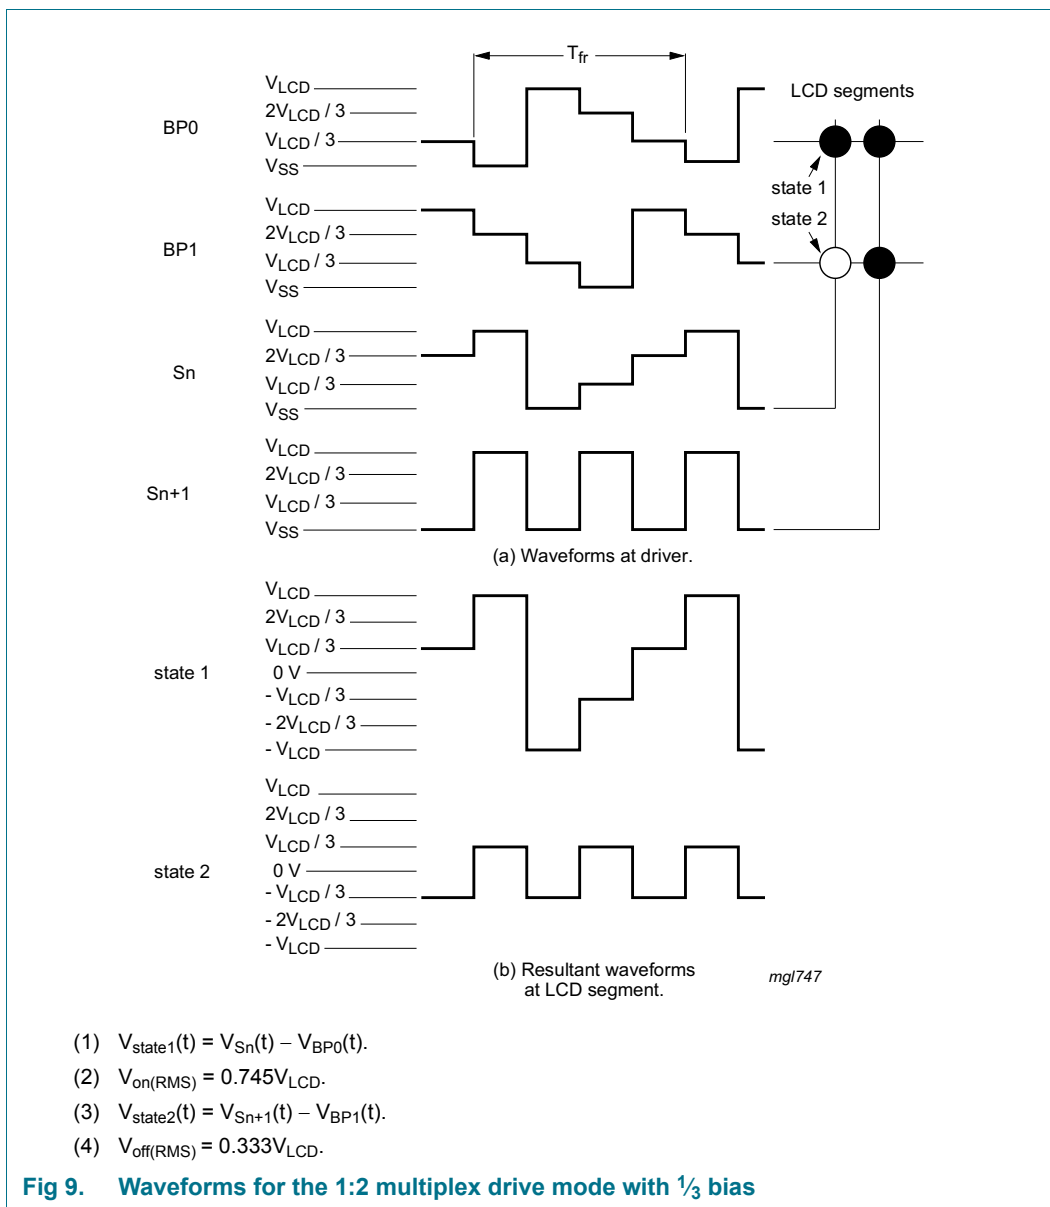 T_fr
V_LCD
2V_LCD / 3
V_LCD / 3
V_SS
BP0
LCD segments
state 1
state 2
V_LCD
2V_LCD / 3
V_LCD / 3
V_SS
BP1
V_LCD
2V_LCD / 3
V_LCD / 3
V_SS
Sn
V_LCD
2V_LCD / 3
V_LCD / 3
V_SS
Sn+1
(a) Waveforms at driver.
V_LCD
2V_LCD / 3
V_LCD / 3
0 V
- V_LCD / 3
- 2V_LCD / 3
- V_LCD
state 1
V_LCD
2V_LCD / 3
V_LCD / 3
0 V
- V_LCD / 3
- 2V_LCD / 3
- V_LCD
state 2
(b) Resultant waveforms
at LCD segment.
mgl747
(1) V_state1(t) = V_Sn(t) − V_BP0(t).
(2) V_on(RMS) = 0.745V_LCD.
(3) V_state2(t) = V_Sn+1(t) − V_BP1(t).
(4) V_off(RMS) = 0.333V_LCD.
Fig 9. Waveforms for the 1:2 multiplex drive mode with 1⁄3 bias